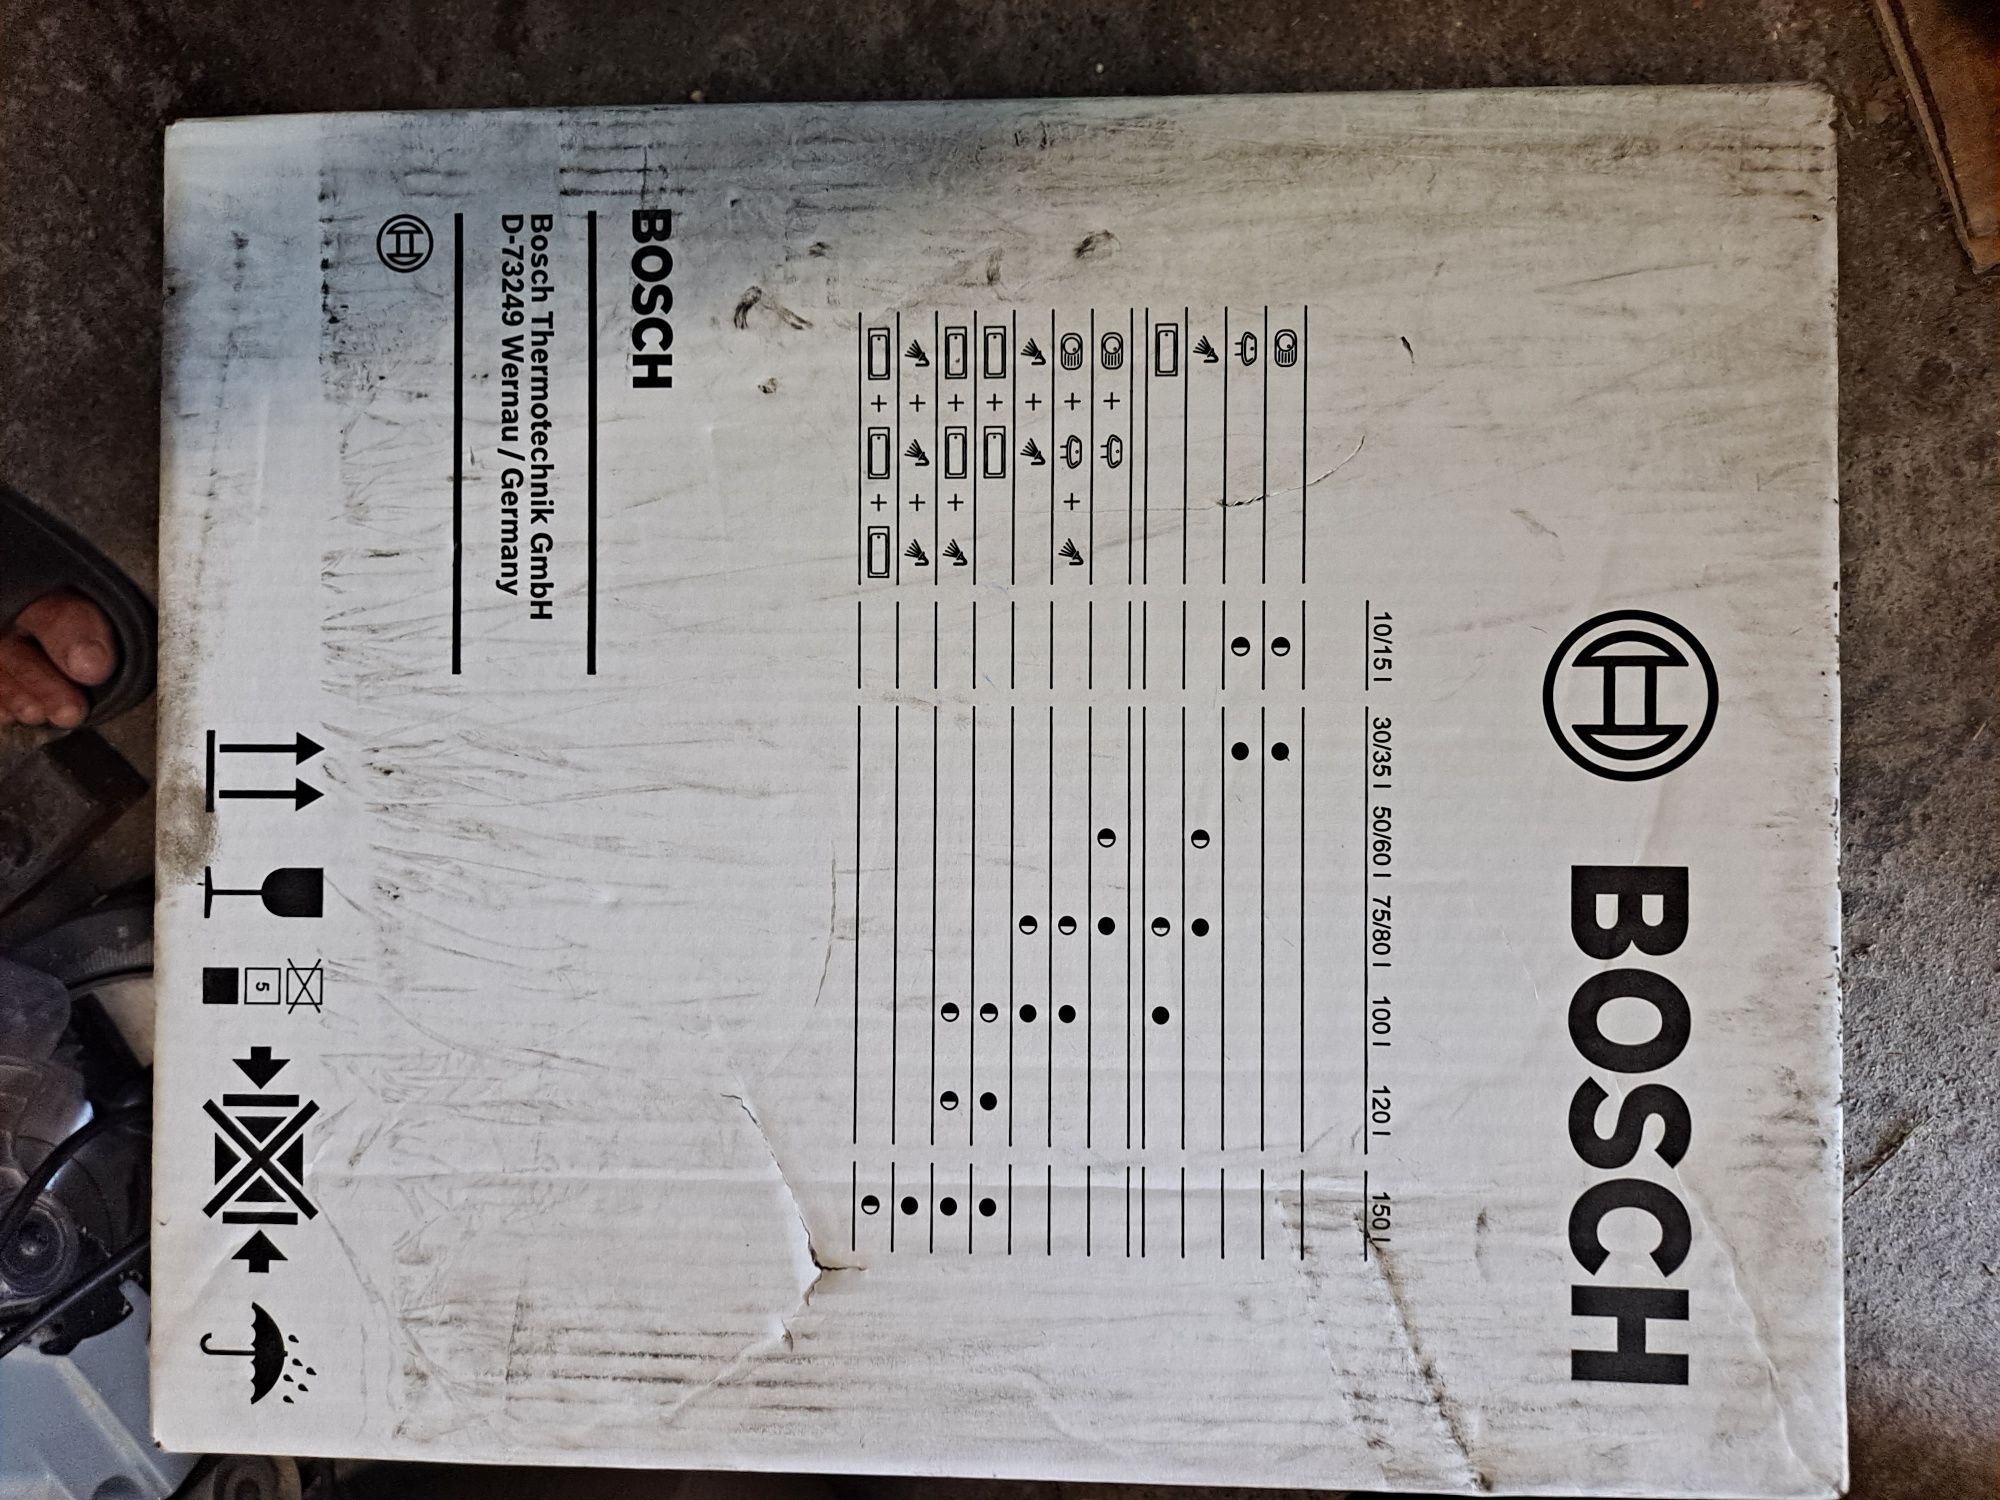 BOSCH
10/15 l 30/35 l 50/60 l 75/80 l 100 l 120 l 150 l
+
+ +
+
+
+ +
+ +
+ +
BOSCH
Bosch Thermotechnik GmbH
D-73249 Wernau / Germany
5